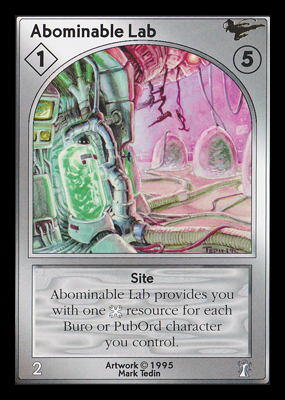 Abominable Lab
1
5
TEDIN
Site
Abominable Lab provides you
with one resource for each
Buro or PubOrd character
you control.
2
Artwork © 1995
Mark Tedin